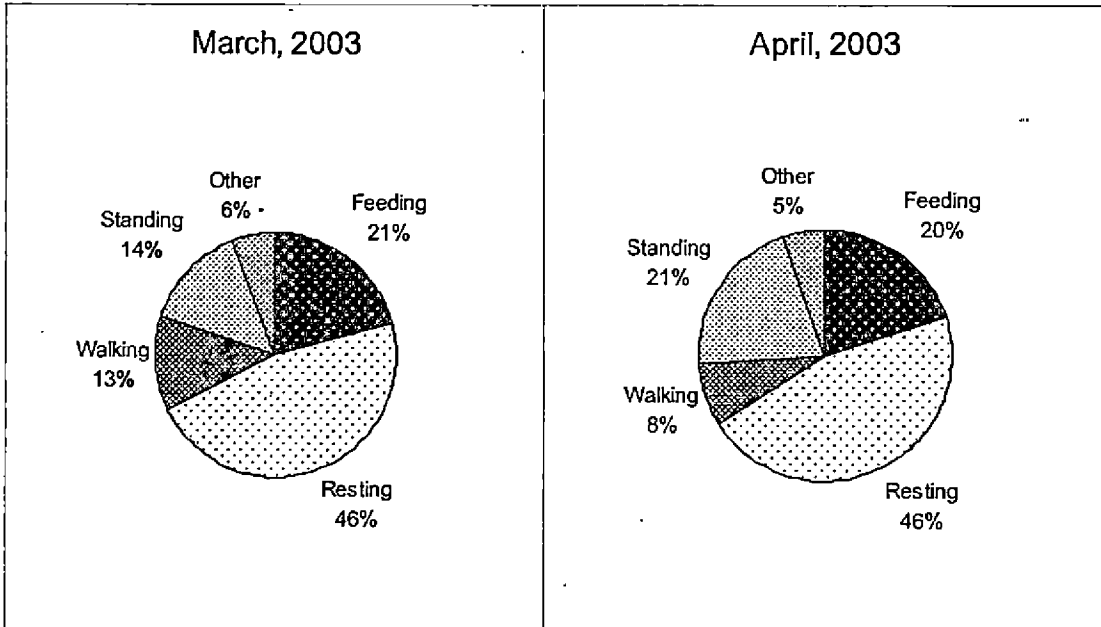 March, 2003
Other
6%
Feeding
21%
Standing
14%
Walking
13%
Resting
46%
April, 2003
Other
5%
Feeding
20%
Standing
21%
Walking
8%
Resting
46%